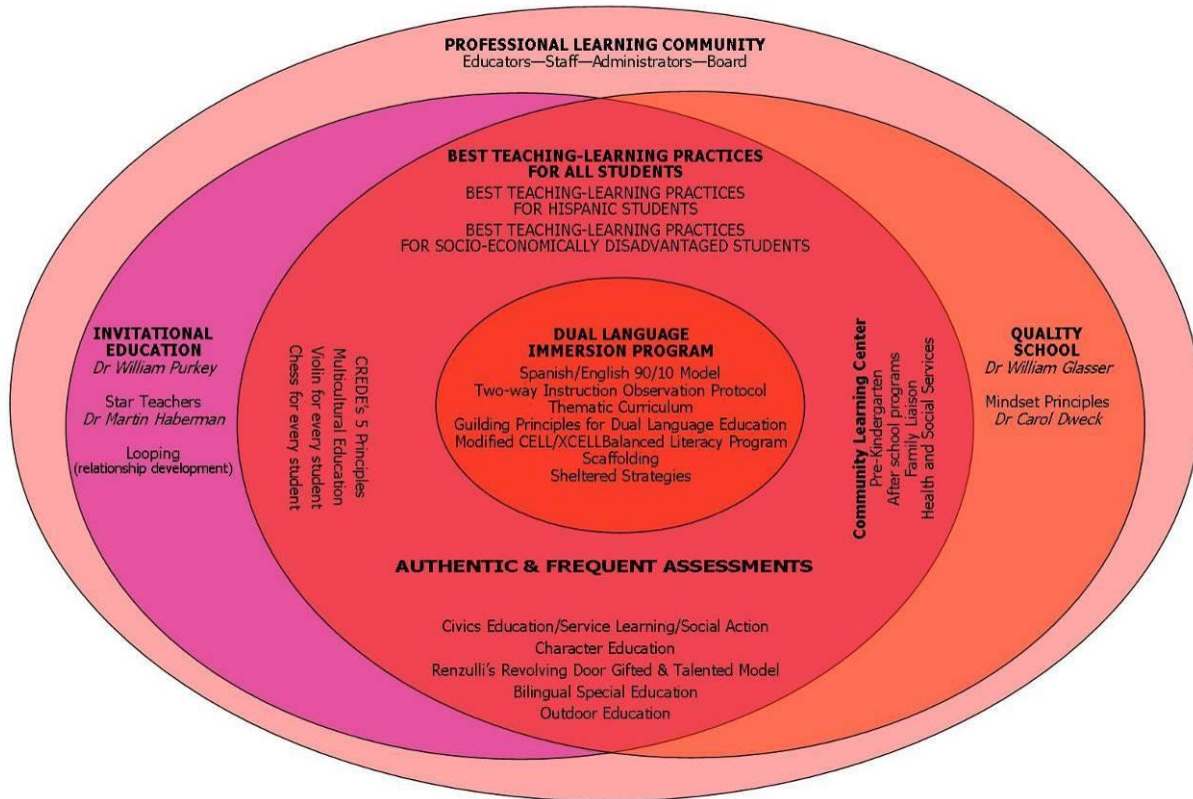 PROFESSIONAL LEARNING COMMUNITY
Educators—Staff—Administrators—Board
BEST TEACHING-LEARNING PRACTICES
FOR ALL STUDENTS
BEST TEACHING-LEARNING PRACTICES
FOR HISPANIC STUDENTS
BEST TEACHING-LEARNING PRACTICES
FOR SOCIO-ECONOMICALLY DISADVANTAGED STUDENTS
INVITATIONAL
EDUCATION
Dr William Purkey
Star Teachers
Dr Martin Haberman
Looping
(relationship development)
CREDE's 5 Principles
Multicultural Education
Violin for every student
Chess for every student
DUAL LANGUAGE
IMMERSION PROGRAM
Spanish/English 90/10 Model
Two-way Instruction Observation Protocol
Thematic Curriculum
Guilding Principles for Dual Language Education
Modified CELL/XCELLBalanced Literacy Program
Scaffolding
Sheltered Strategies
Community Learning Center
Pre-Kindergarten
After school programs
Family Liaison
Health and Social Services
QUALITY
SCHOOL
Dr William Glasser
Mindset Principles
Dr Carol Dweck
AUTHENTIC & FREQUENT ASSESSMENTS
Civics Education/Service Learning/Social Action
Character Education
Renzulli's Revolving Door Gifted & Talented Model
Bilingual Special Education
Outdoor Education